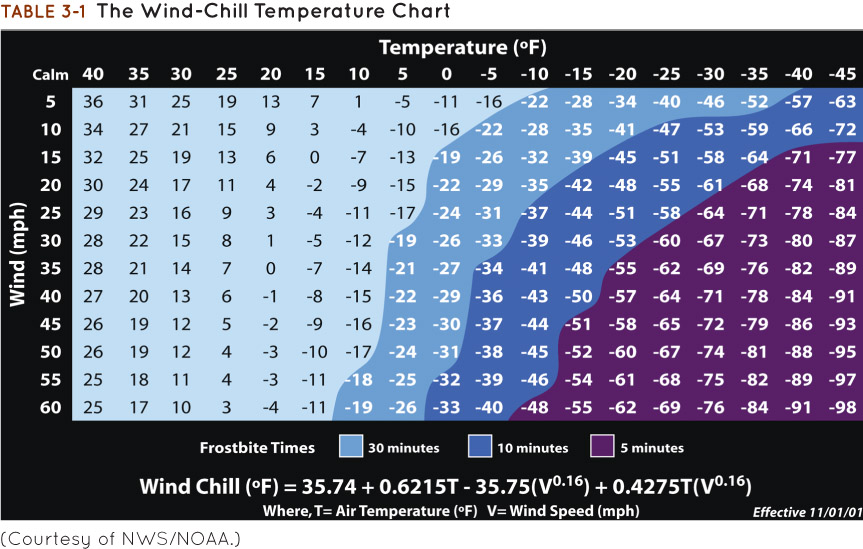 TABLE 3-1 The Wind-Chill Temperature Chart
Temperature (ºF)
Calm 40 35 30 25 20 15 10 5 0 -5 -10 -15 -20 -25 -30 -35 -40 -45
5 36 31 25 19 13 7 1 -5 -11 -16 -22 -28 -34 -40 -46 -52 -57 -63
10 34 27 21 15 9 3 -4 -10 -16 -22 -28 -35 -41 -47 -53 -59 -66 -72
15 32 25 19 13 6 0 -7 -13 -19 -26 -32 -39 -45 -51 -58 -64 -71 -77
20 30 24 17 11 4 -2 -9 -15 -22 -29 -35 -42 -48 -55 -61 -68 -74 -81
25 29 23 16 9 3 -4 -11 -17 -24 -31 -37 -44 -51 -58 -64 -71 -78 -84
30 28 22 15 8 1 -5 -12 -19 -26 -33 -39 -46 -53 -60 -67 -73 -80 -87
35 28 21 14 7 0 -7 -14 -21 -27 -34 -41 -48 -55 -62 -69 -76 -82 -89
40 27 20 13 6 -1 -8 -15 -22 -29 -36 -43 -50 -57 -64 -71 -78 -84 -91
45 26 19 12 5 -2 -9 -16 -23 -30 -37 -44 -51 -58 -65 -72 -79 -86 -93
50 26 19 12 4 -3 -10 -17 -24 -31 -38 -45 -52 -60 -67 -74 -81 -88 -95
55 25 18 11 4 -3 -11 -18 -25 -32 -39 -46 -54 -61 -68 -75 -82 -89 -97
60 25 17 10 3 -4 -11 -19 -26 -33 -40 -48 -55 -62 -69 -76 -84 -91 -98
Wind (mph)
Frostbite Times 30 minutes 10 minutes 5 minutes
Wind Chill (ºF) = 35.74 + 0.6215T - 35.75(V0.16) + 0.4275T(V0.16)
Where, T= Air Temperature (ºF) V= Wind Speed (mph)
Effective 11/01/01
(Courtesy of NWS/NOAA.)